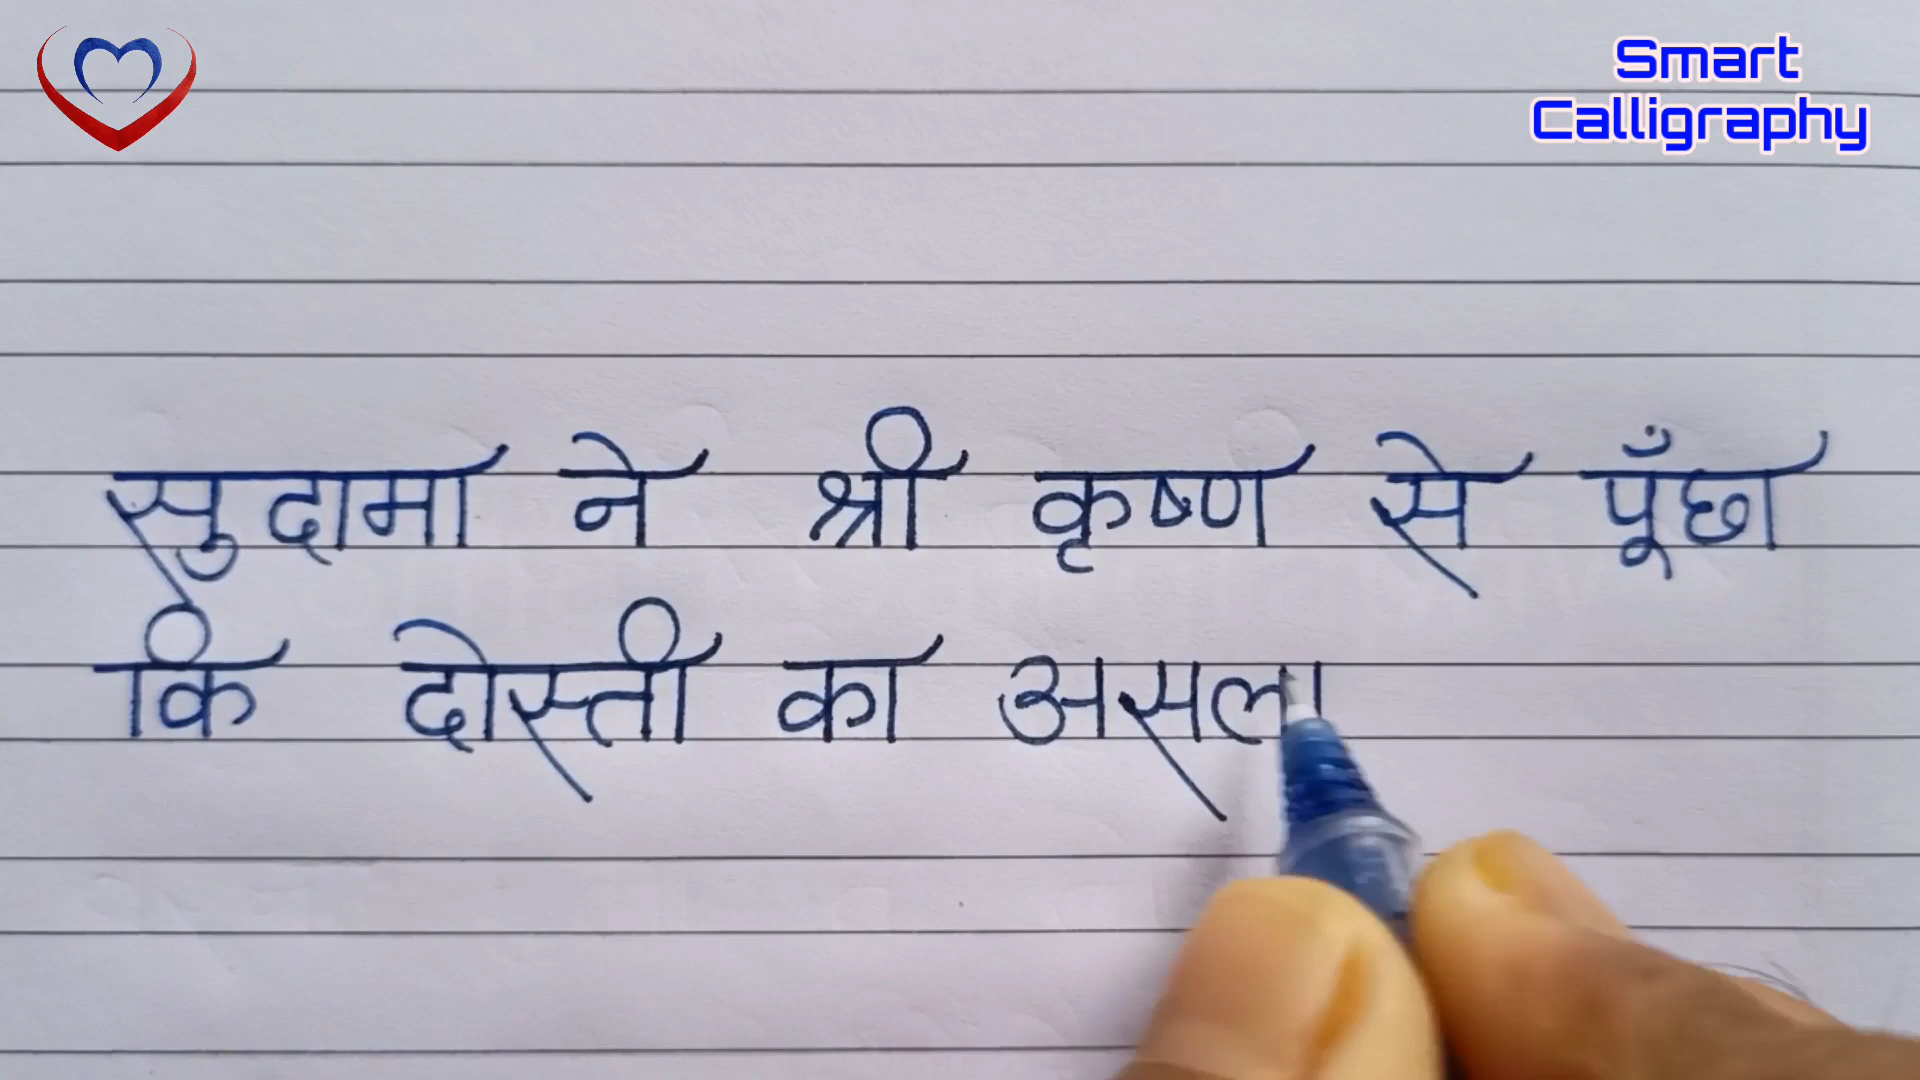 Smart
Calligraphy
सुदामा ने श्री कृष्ण से पूँछा
कि दोस्ती का असला